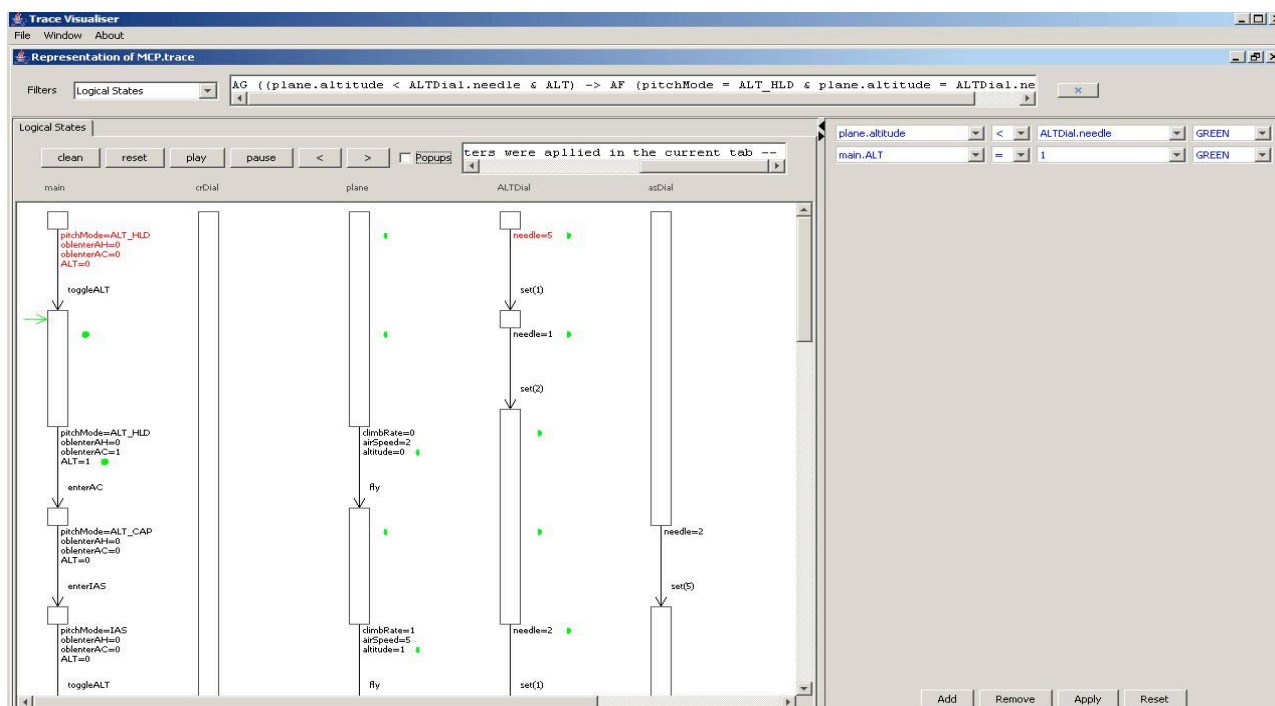 Trace Visualiser
File Window About
Representation of MCP.trace
Filters Logical States AG ((plane.altitude < ALTDial.needle & ALT) -> AF (pitchMode = ALT_HLD & plane.altitude = ALTDial.ne
Logical States
clean reset play pause < > Popups ters were apllied in the current tab --
plane.altitude < ALTDial.needle GREEN
main.ALT = 1 GREEN
main crDial plane ALTDial asDial
pitchMode=ALT_HLD needle=5
oblenterAH=0
oblenterAC=0
ALT=0
toggleALT set(1)
needle=1
set(2)
pitchMode=ALT_HLD climbRate=0
oblenterAH=0 airSpeed=2
oblenterAC=1 altitude=0
ALT=1
enterAC fly
pitchMode=ALT_CAP needle=2
oblenterAH=0
oblenterAC=0
ALT=0
enterIAS set(5)
pitchMode=IAS climbRate=1 needle=2
oblenterAH=0 airSpeed=5
oblenterAC=0 altitude=1
ALT=0
toggleALT fly set(1)
Add Remove Apply Reset